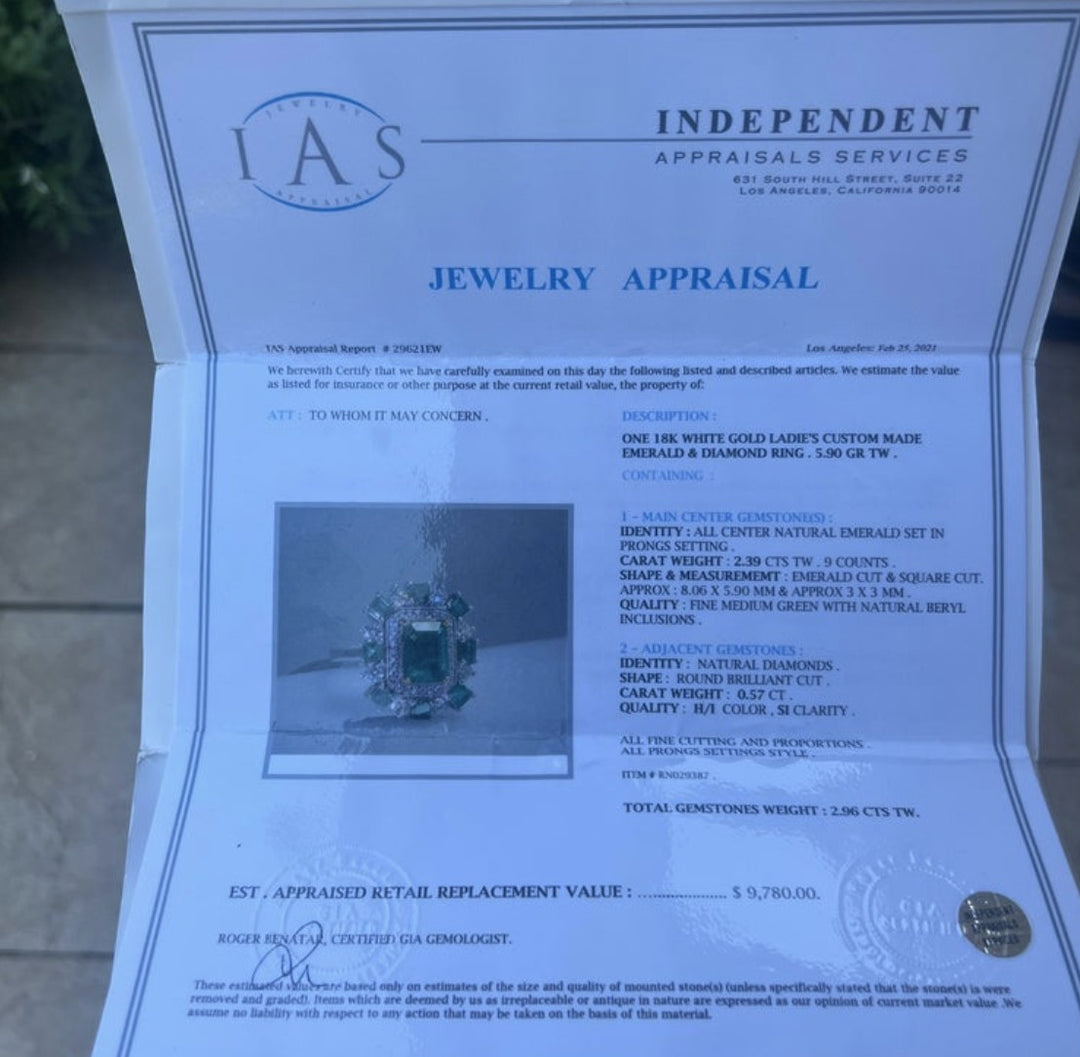 JEWELRY
IAS
APPRAISAL
INDEPENDENT
APPRAISALS SERVICES
631 SOUTH HILL STREET, SUITE 22
LOS ANGELES, CALIFORNIA 90014
JEWELRY APPRAISAL
IAS Appraisal Report # 29621EW
Los Angeles: Feb 25, 2021
We herewith Certify that we have carefully examined on this day the following listed and described articles. We estimate the value
as listed for insurance or other purpose at the current retail value, the property of:
ATT : TO WHOM IT MAY CONCERN .
DESCRIPTION :
ONE 18K WHITE GOLD LADIE'S CUSTOM MADE
EMERALD & DIAMOND RING . 5.90 GR TW .
CONTAINING :
1 - MAIN CENTER GEMSTONE(S) :
IDENTITY : ALL CENTER NATURAL EMERALD SET IN
PRONGS SETTING .
CARAT WEIGHT : 2.39 CTS TW . 9 COUNTS .
SHAPE & MEASUREMEMT : EMERALD CUT & SQUARE CUT.
APPROX : 8.06 X 5.90 MM & APPROX 3 X 3 MM .
QUALITY : FINE MEDIUM GREEN WITH NATURAL BERYL
INCLUSIONS .
2 - ADJACENT GEMSTONES :
IDENTITY : NATURAL DIAMONDS .
SHAPE : ROUND BRILLIANT CUT .
CARAT WEIGHT : 0.57 CT .
QUALITY : H/I COLOR , SI CLARITY .
ALL FINE CUTTING AND PROPORTIONS .
ALL PRONGS SETTINGS STYLE .
ITEM # RN029387 .
TOTAL GEMSTONES WEIGHT : 2.96 CTS TW.
EST . APPRAISED RETAIL REPLACEMENT VALUE : ................... $ 9,780.00.
ROGER BENATAR, CERTIFIED GIA GEMOLOGIST.
These estimated value are based only on estimates of the size and quality of mounted stone(s) (unless specifically stated that the stone(s) is were
removed and graded). Items which are deemed by us as irreplaceable or antique in nature are expressed as our opinion of current market value .We
assume no liability with respect to any action that may be taken on the basis of this material.